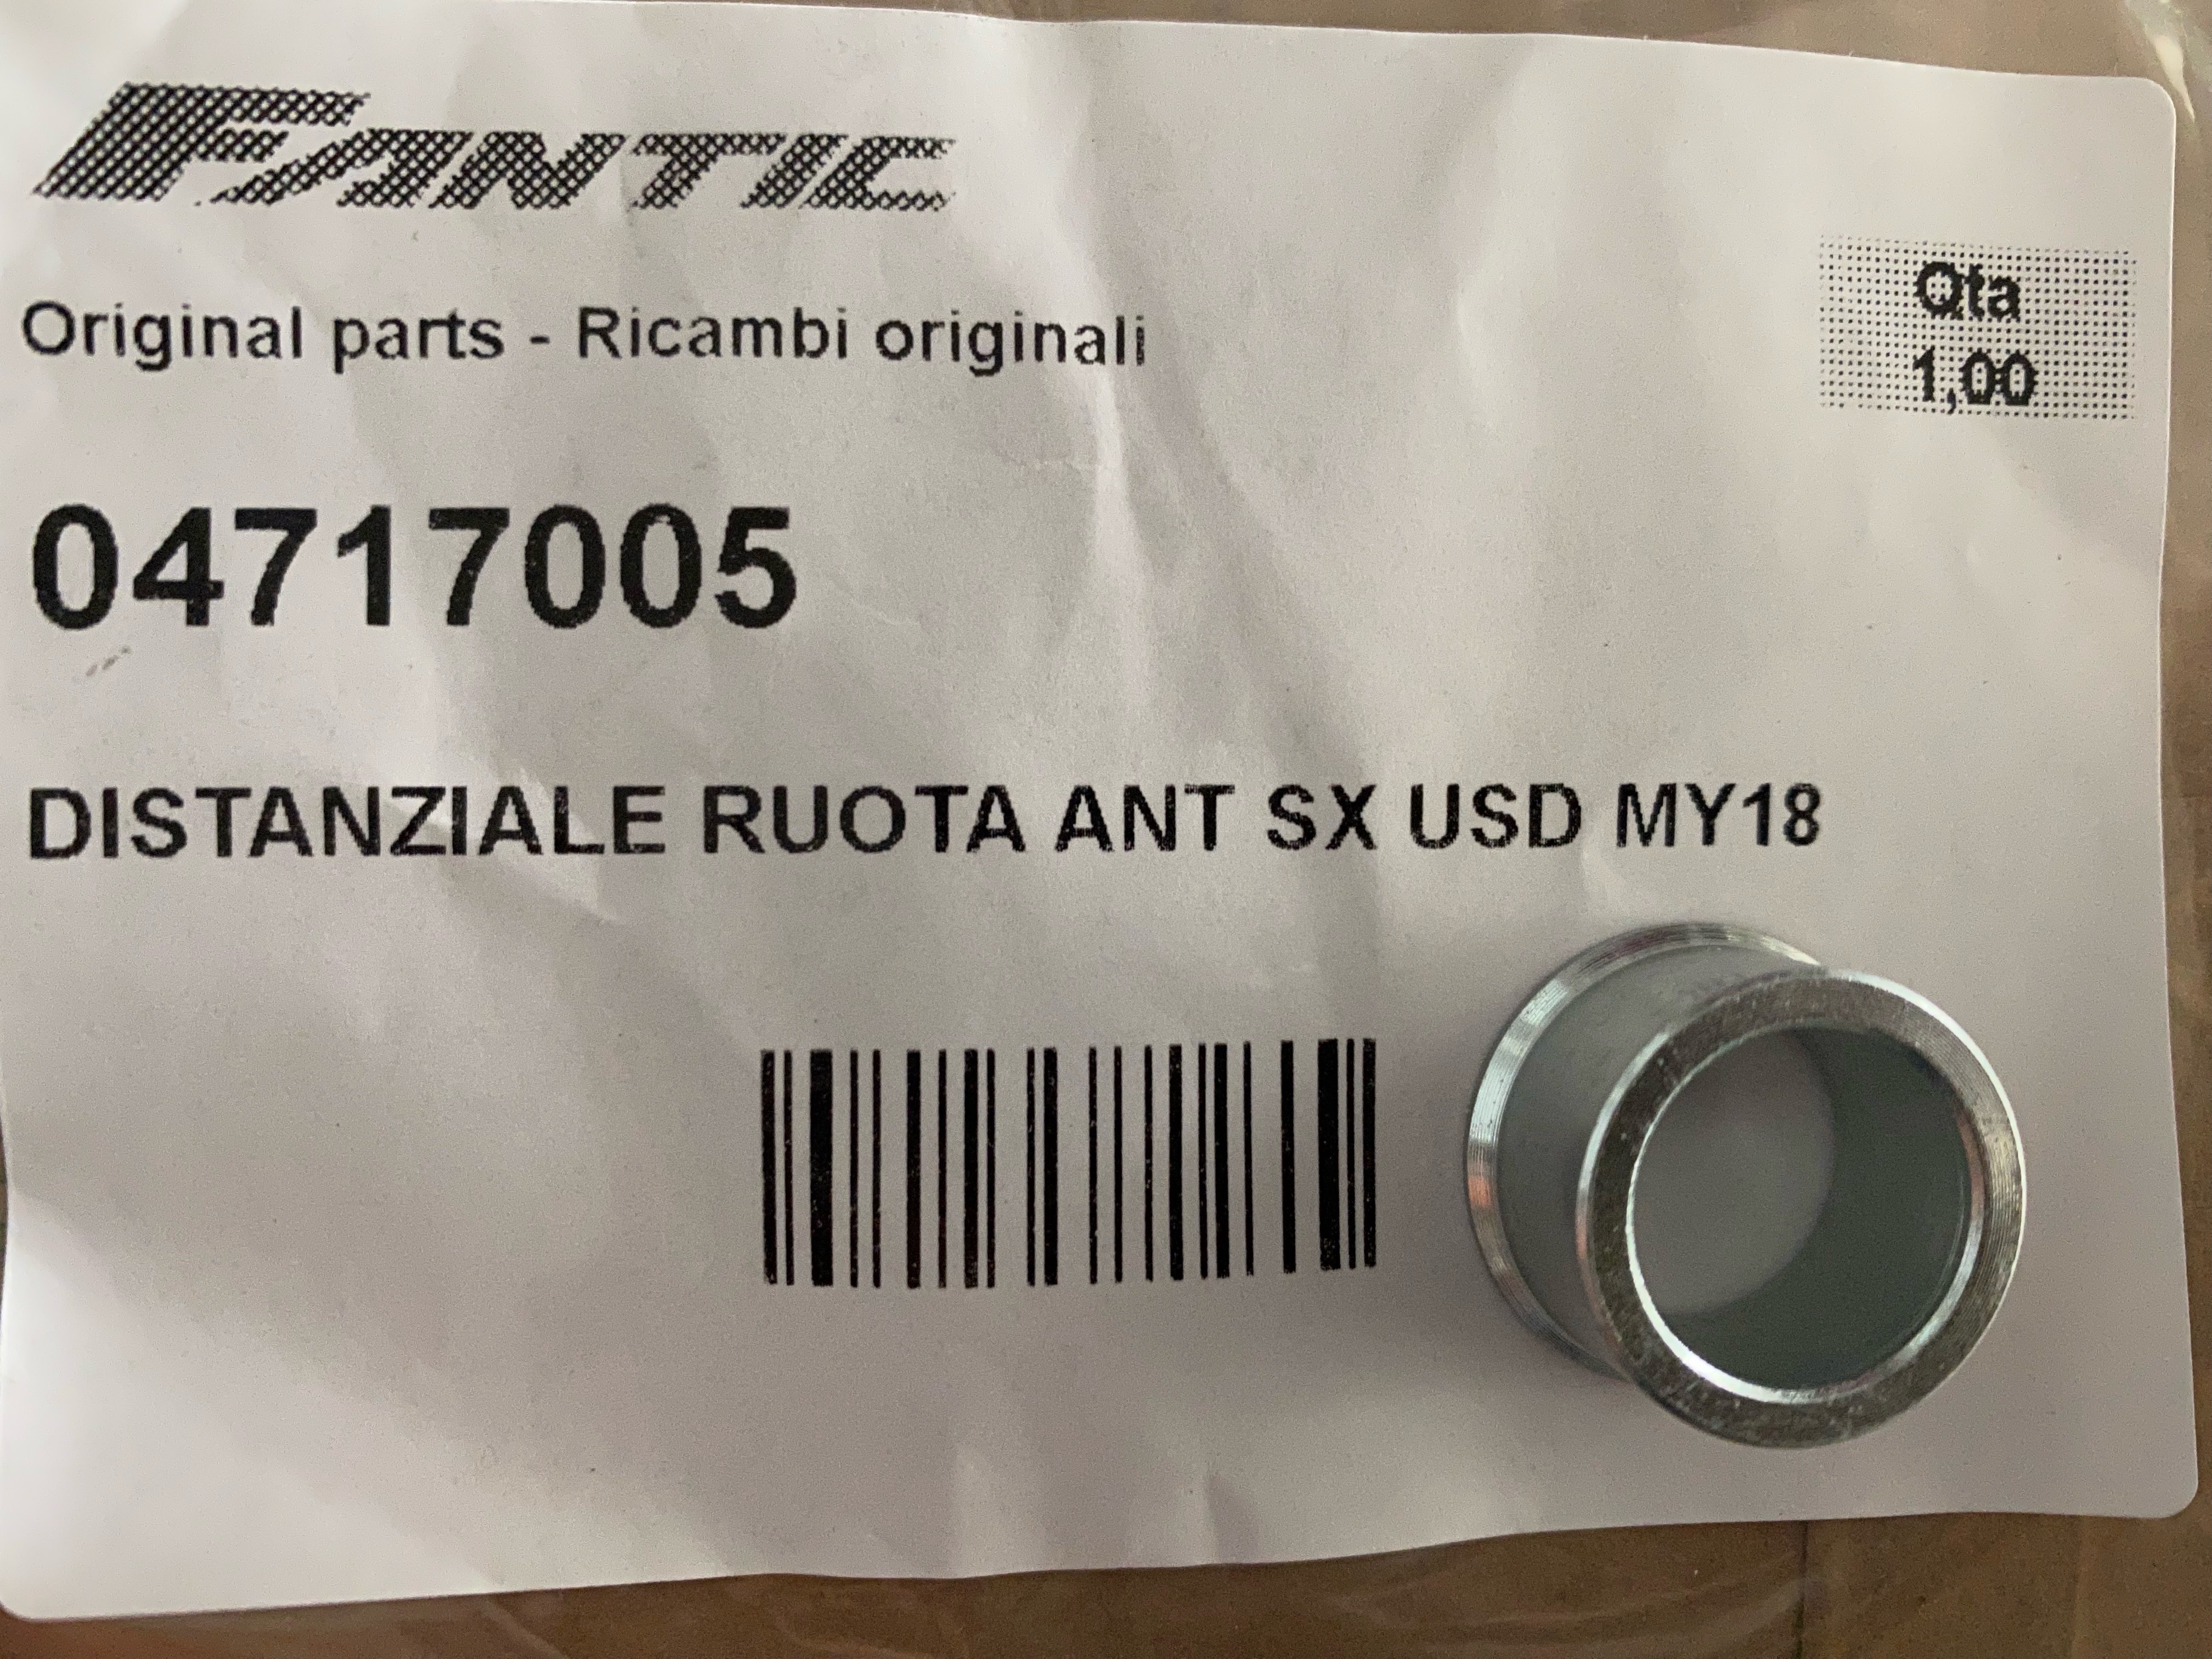 FANTIC
Original parts - Ricambi originali
Qta
1,00
04717005
DISTANZIALE RUOTA ANT SX USD MY18